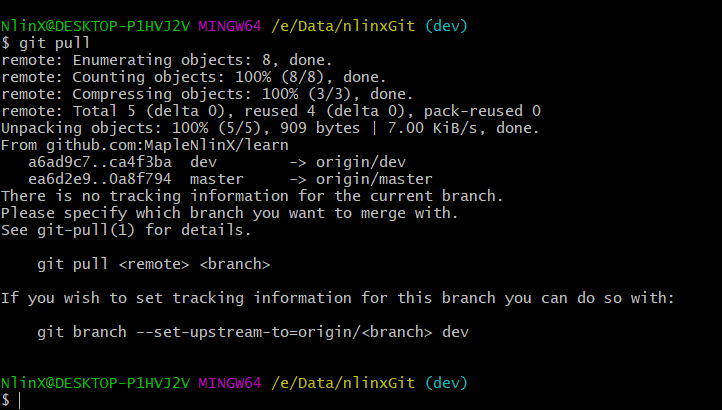 NlinX@DESKTOP-P1HVJ2V MINGW64 /e/Data/nlinxGit (dev)
$ git pull
remote: Enumerating objects: 8, done.
remote: Counting objects: 100% (8/8), done.
remote: Compressing objects: 100% (3/3), done.
remote: Total 5 (delta 0), reused 4 (delta 0), pack-reused 0
Unpacking objects: 100% (5/5), 909 bytes | 7.00 KiB/s, done.
From github.com:MapleNlinX/learn
   a6ad9c7..ca4f3ba  dev        -> origin/dev
   ea6d2e9..0a8f794  master     -> origin/master
There is no tracking information for the current branch.
Please specify which branch you want to merge with.
See git-pull(1) for details.

    git pull <remote> <branch>

If you wish to set tracking information for this branch you can do so with:

    git branch --set-upstream-to=origin/<branch> dev


NlinX@DESKTOP-P1HVJ2V MINGW64 /e/Data/nlinxGit (dev)
$